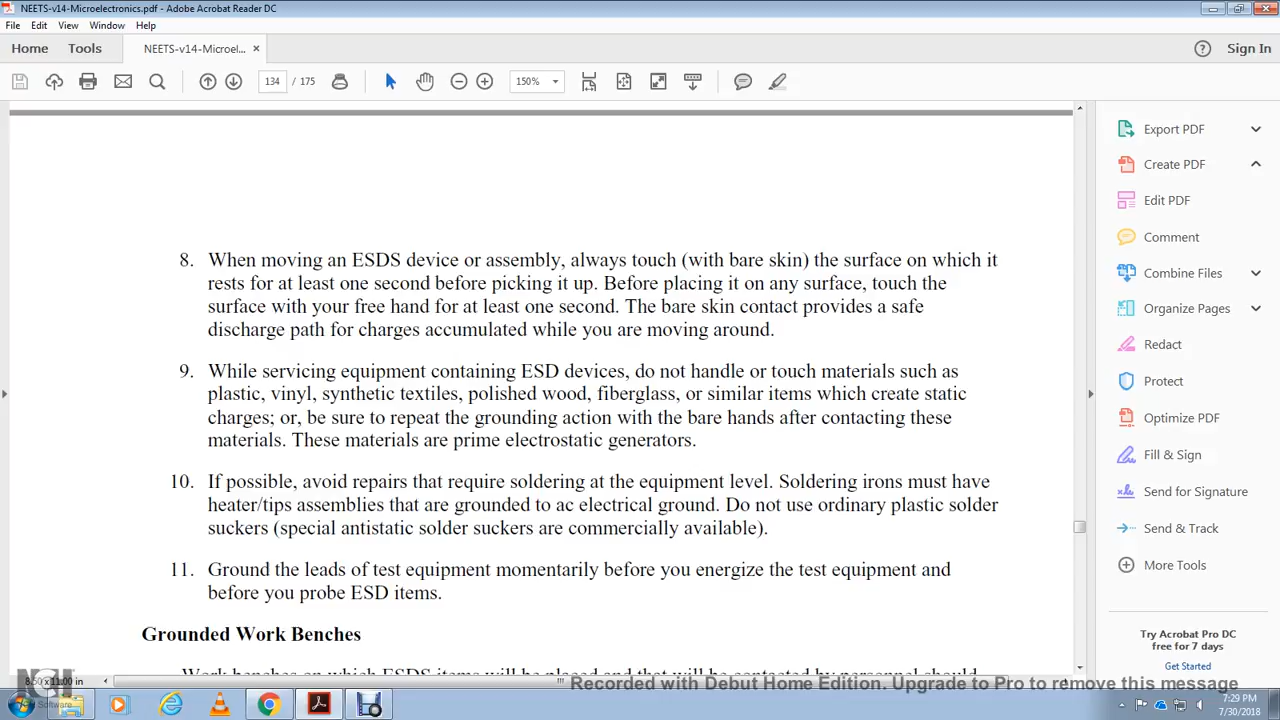 NEETS-v14-Microelectronics.pdf - Adobe Acrobat Reader DC
File Edit View Window Help
Home Tools NEETS-v14-Microel... × Sign In
134 / 175 150%
8. When moving an ESDS device or assembly, always touch (with bare skin) the surface on which it
rests for at least one second before picking it up. Before placing it on any surface, touch the
surface with your free hand for at least one second. The bare skin contact provides a safe
discharge path for charges accumulated while you are moving around.
9. While servicing equipment containing ESD devices, do not handle or touch materials such as
plastic, vinyl, synthetic textiles, polished wood, fiberglass, or similar items which create static
charges; or, be sure to repeat the grounding action with the bare hands after contacting these
materials. These materials are prime electrostatic generators.
10. If possible, avoid repairs that require soldering at the equipment level. Soldering irons must have
heater/tips assemblies that are grounded to ac electrical ground. Do not use ordinary plastic solder
suckers (special antistatic solder suckers are commercially available).
11. Ground the leads of test equipment momentarily before you energize the test equipment and
before you probe ESD items.
Grounded Work Benches
Work benches on which ESDS items will be placed and that will be contacted by personnel should
Export PDF
Create PDF
Edit PDF
Comment
Combine Files
Organize Pages
Redact
Protect
Optimize PDF
Fill & Sign
Send for Signature
Send & Track
More Tools
Try Acrobat Pro DC
free for 7 days
Get Started
8.50 x 11.00 in
NCH
Software
Recorded with Debut Home Edition. Upgrade to Pro to remove this message
7:29 PM
7/30/2018